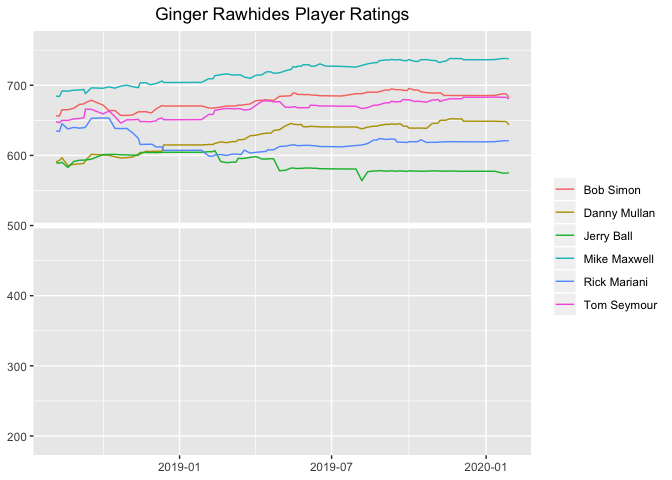 Ginger Rawhides Player Ratings
700
600
500
400
300
200
2019-01
2019-07
2020-01
Bob Simon
Danny Mullan
Jerry Ball
Mike Maxwell
Rick Mariani
Tom Seymour